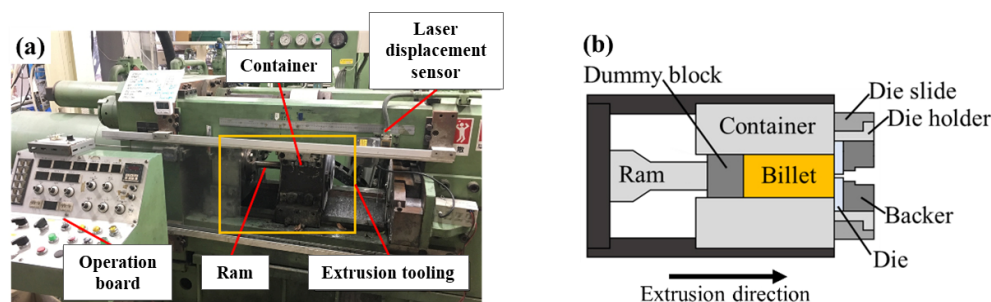 (a)
Laser
displacement
sensor
Container
Operation
board
Ram
Extrusion tooling
(b)
Dummy block
Die slide
Die holder
Container
Ram
Billet
Backer
Die
Extrusion direction